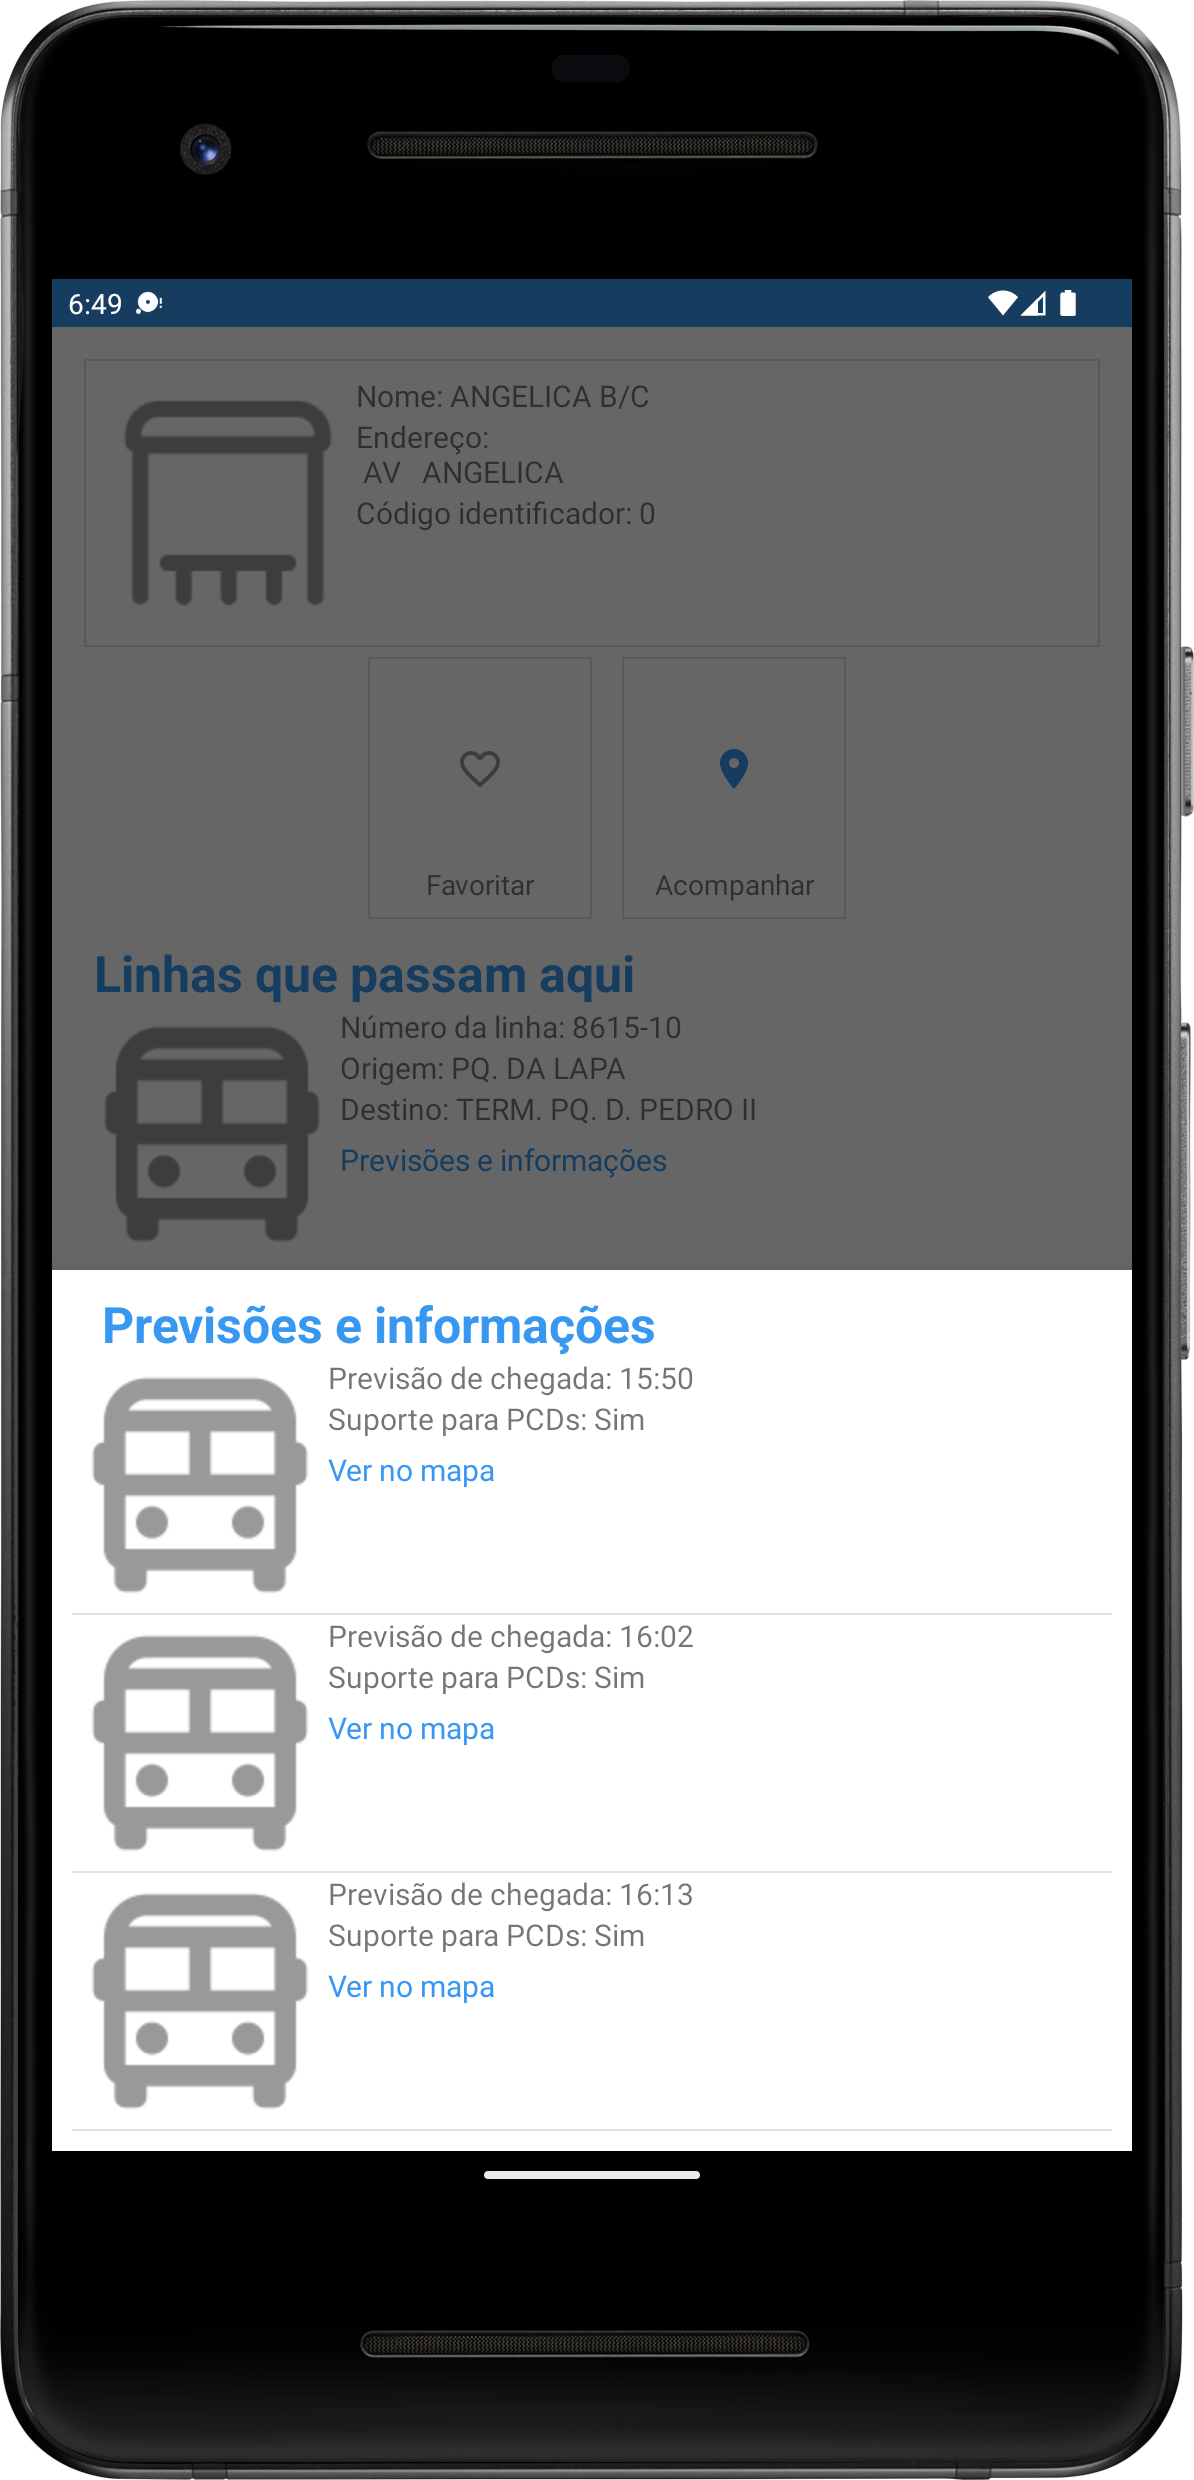 6:49
Nome: ANGELICA B/C
Endereço:
AV   ANGELICA
Código identificador: 0
Favoritar
Acompanhar
Linhas que passam aqui
Número da linha: 8615-10
Origem: PQ. DA LAPA
Destino: TERM. PQ. D. PEDRO II
Previsões e informações
Previsões e informações
Previsão de chegada: 15:50
Suporte para PCDs: Sim
Ver no mapa
Previsão de chegada: 16:02
Suporte para PCDs: Sim
Ver no mapa
Previsão de chegada: 16:13
Suporte para PCDs: Sim
Ver no mapa